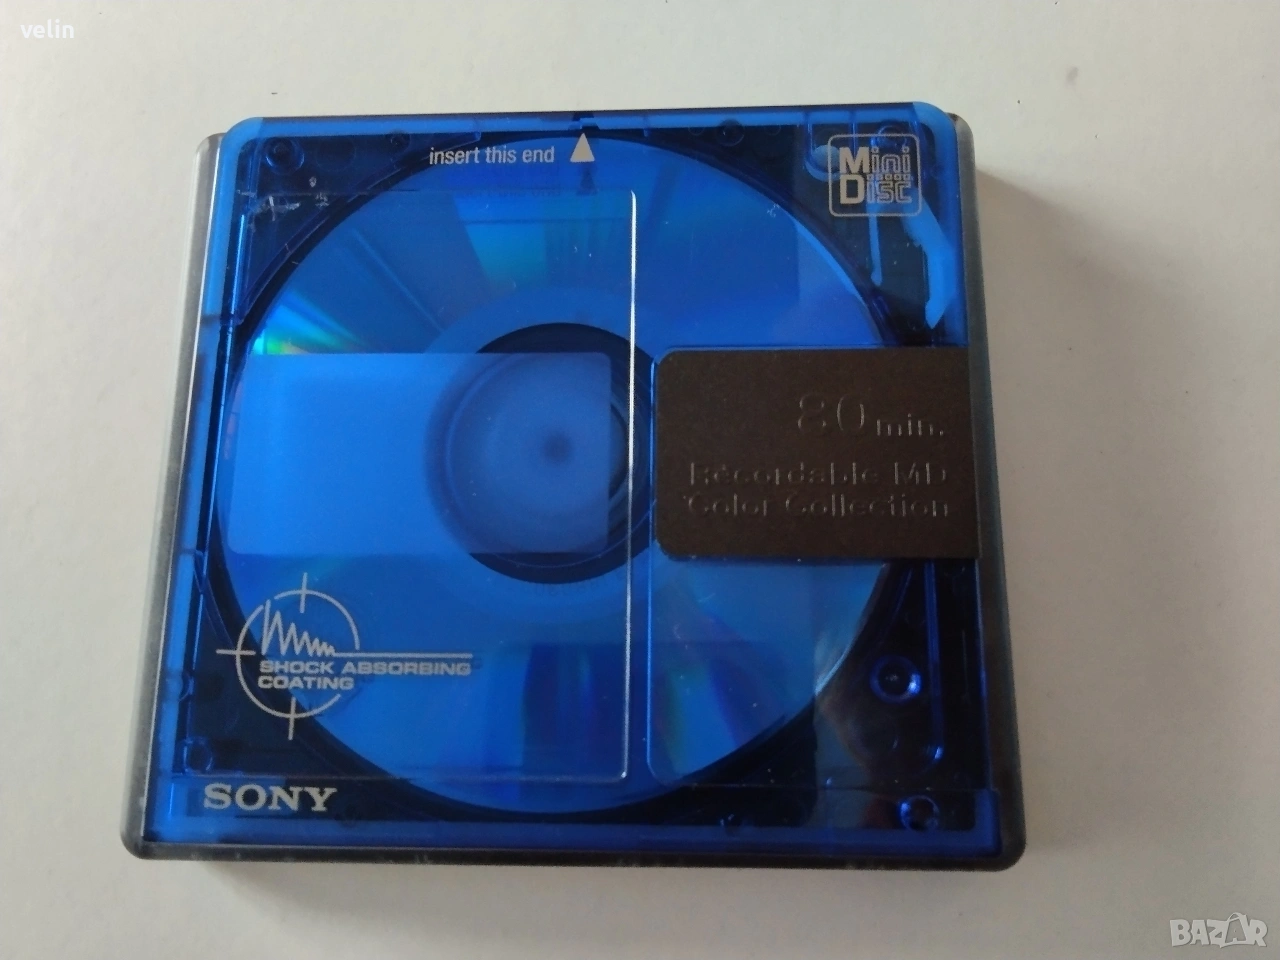 velin
insert this end
Mini
Disc
80 min.
Recordable MD
Color Collection
SHOCK ABSORBING
COATING
SONY
BAZAR